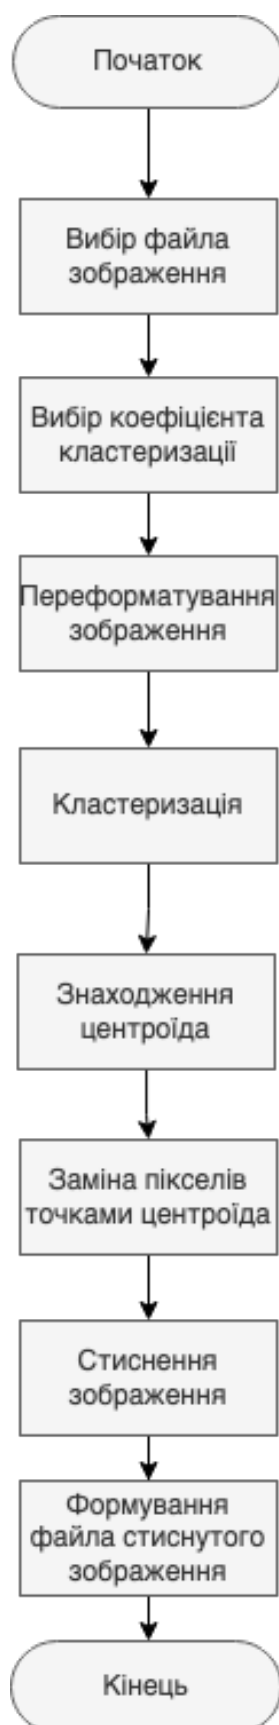 Початок
Вибір файла
зображення
Вибір коефіцієнта
кластеризації
Переформатування
зображення
Кластеризація
Знаходження
центроїда
Заміна пікселів
точками центроїда
Стиснення
зображення
Формування
файла стиснутого
зображення
Кінець